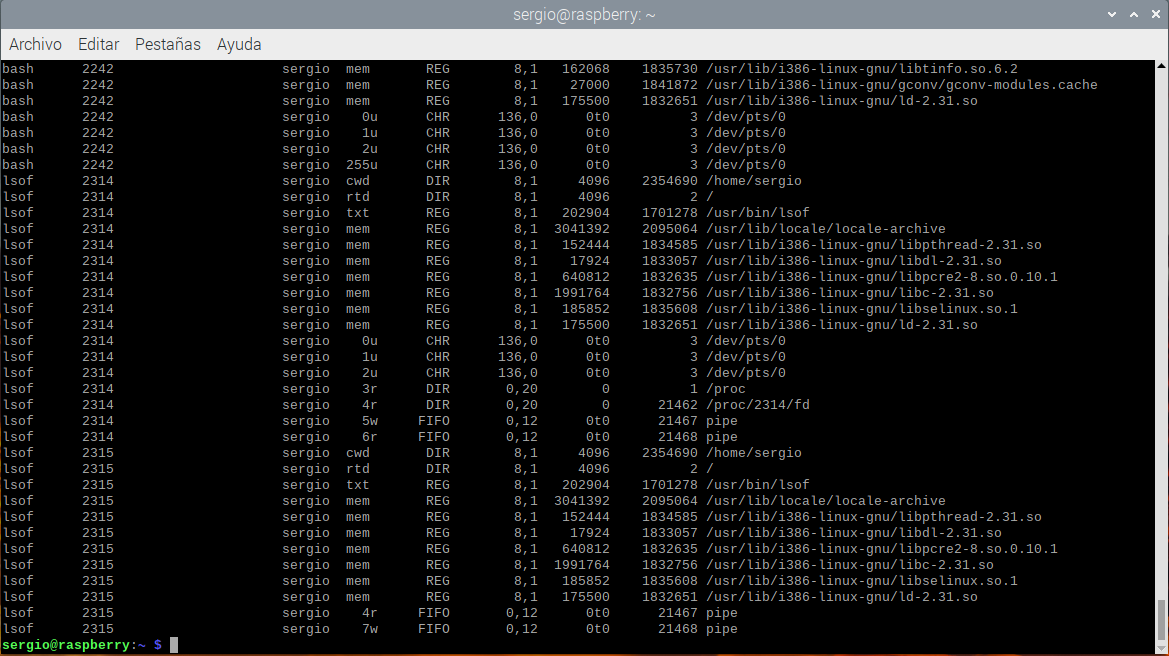 sergio@raspberry: ~
Archivo Editar Pestañas Ayuda
bash 2242 sergio mem REG 8,1 162068 1835730 /usr/lib/i386-linux-gnu/libtinfo.so.6.2
bash 2242 sergio mem REG 8,1 27000 1841872 /usr/lib/i386-linux-gnu/gconv/gconv-modules.cache
bash 2242 sergio mem REG 8,1 175500 1832651 /usr/lib/i386-linux-gnu/ld-2.31.so
bash 2242 sergio 0u CHR 136,0 0t0 3 /dev/pts/0
bash 2242 sergio 1u CHR 136,0 0t0 3 /dev/pts/0
bash 2242 sergio 2u CHR 136,0 0t0 3 /dev/pts/0
bash 2242 sergio 255u CHR 136,0 0t0 3 /dev/pts/0
lsof 2314 sergio cwd DIR 8,1 4096 2354690 /home/sergio
lsof 2314 sergio rtd DIR 8,1 4096 2 /
lsof 2314 sergio txt REG 8,1 202904 1701278 /usr/bin/lsof
lsof 2314 sergio mem REG 8,1 3041392 2095064 /usr/lib/locale/locale-archive
lsof 2314 sergio mem REG 8,1 152444 1834585 /usr/lib/i386-linux-gnu/libpthread-2.31.so
lsof 2314 sergio mem REG 8,1 17924 1833057 /usr/lib/i386-linux-gnu/libdl-2.31.so
lsof 2314 sergio mem REG 8,1 640812 1832635 /usr/lib/i386-linux-gnu/libpcre2-8.so.0.10.1
lsof 2314 sergio mem REG 8,1 1991764 1832756 /usr/lib/i386-linux-gnu/libc-2.31.so
lsof 2314 sergio mem REG 8,1 185852 1835608 /usr/lib/i386-linux-gnu/libselinux.so.1
lsof 2314 sergio mem REG 8,1 175500 1832651 /usr/lib/i386-linux-gnu/ld-2.31.so
lsof 2314 sergio 0u CHR 136,0 0t0 3 /dev/pts/0
lsof 2314 sergio 1u CHR 136,0 0t0 3 /dev/pts/0
lsof 2314 sergio 2u CHR 136,0 0t0 3 /dev/pts/0
lsof 2314 sergio 3r DIR 0,20 0 1 /proc
lsof 2314 sergio 4r DIR 0,20 0 21462 /proc/2314/fd
lsof 2314 sergio 5w FIFO 0,12 0t0 21467 pipe
lsof 2314 sergio 6r FIFO 0,12 0t0 21468 pipe
lsof 2315 sergio cwd DIR 8,1 4096 2354690 /home/sergio
lsof 2315 sergio rtd DIR 8,1 4096 2 /
lsof 2315 sergio txt REG 8,1 202904 1701278 /usr/bin/lsof
lsof 2315 sergio mem REG 8,1 3041392 2095064 /usr/lib/locale/locale-archive
lsof 2315 sergio mem REG 8,1 152444 1834585 /usr/lib/i386-linux-gnu/libpthread-2.31.so
lsof 2315 sergio mem REG 8,1 17924 1833057 /usr/lib/i386-linux-gnu/libdl-2.31.so
lsof 2315 sergio mem REG 8,1 640812 1832635 /usr/lib/i386-linux-gnu/libpcre2-8.so.0.10.1
lsof 2315 sergio mem REG 8,1 1991764 1832756 /usr/lib/i386-linux-gnu/libc-2.31.so
lsof 2315 sergio mem REG 8,1 185852 1835608 /usr/lib/i386-linux-gnu/libselinux.so.1
lsof 2315 sergio mem REG 8,1 175500 1832651 /usr/lib/i386-linux-gnu/ld-2.31.so
lsof 2315 sergio 4r FIFO 0,12 0t0 21467 pipe
lsof 2315 sergio 7w FIFO 0,12 0t0 21468 pipe
sergio@raspberry:~ $